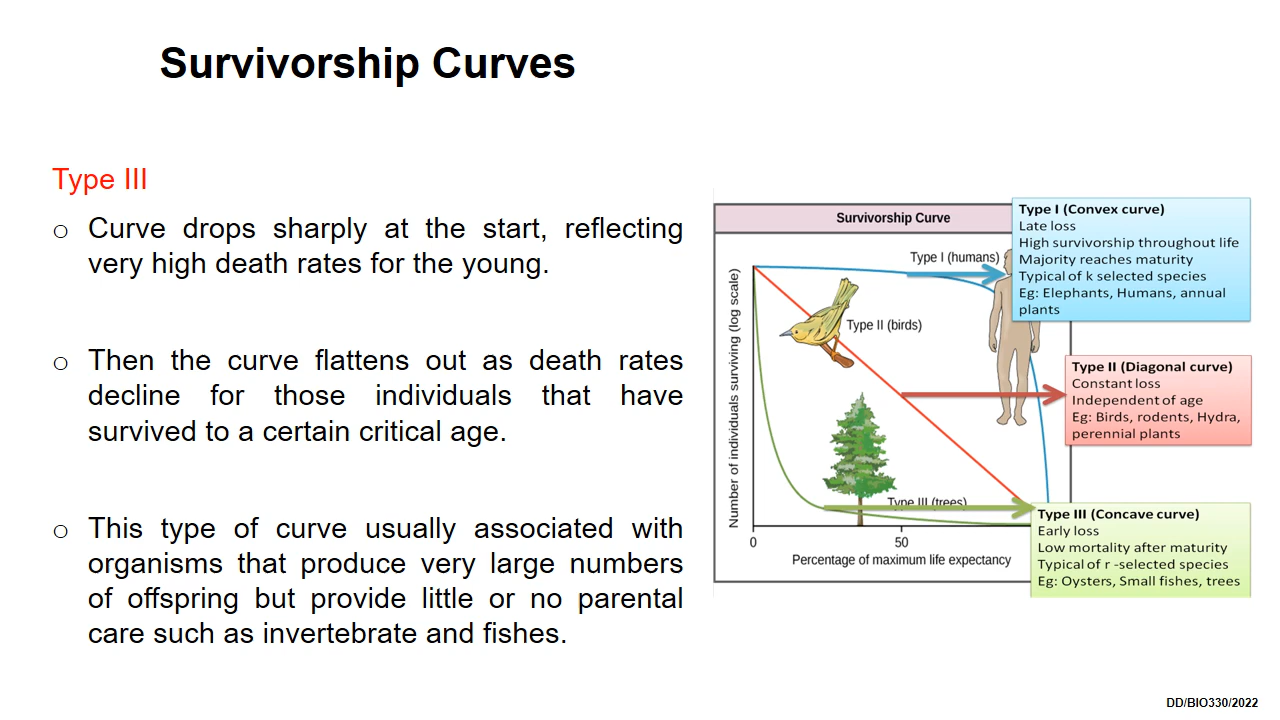 Survivorship Curves
Type III
o Curve drops sharply at the start, reflecting
very high death rates for the young.
o Then the curve flattens out as death rates
decline for those individuals that have
survived to a certain critical age.
o This type of curve usually associated with
organisms that produce very large numbers
of offspring but provide little or no parental
care such as invertebrate and fishes.
Survivorship Curve
Number of individuals surviving (log scale)
Type I (humans)
Type II (birds)
Type III (trees)
0
50
Percentage of maximum life expectancy
Type I (Convex curve)
Late loss
High survivorship throughout life
Majority reaches maturity
Typical of k selected species
Eg: Elephants, Humans, annual
plants
Type II (Diagonal curve)
Constant loss
Independent of age
Eg: Birds, rodents, Hydra,
perennial plants
Type III (Concave curve)
Early loss
Low mortality after maturity
Typical of r -selected species
Eg: Oysters, Small fishes, trees
DD/BIO330/2022